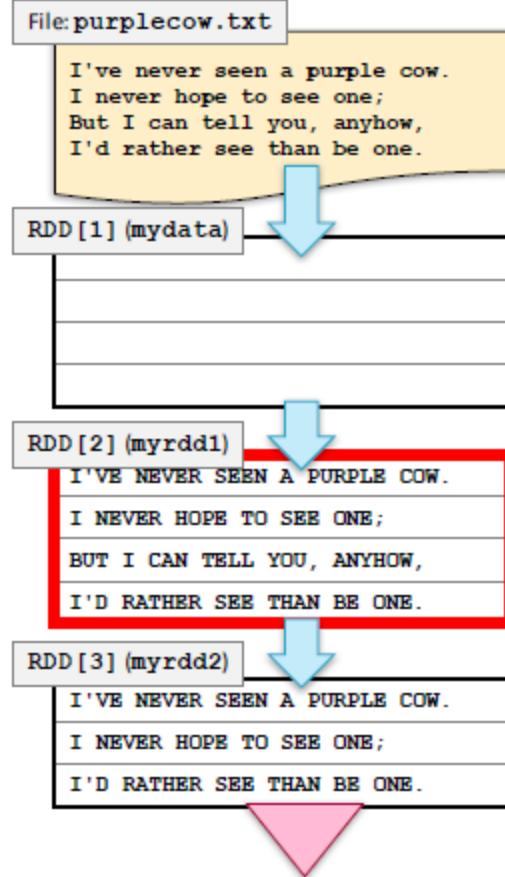 File: purplecow.txt
I've never seen a purple cow.
I never hope to see one;
But I can tell you, anyhow,
I'd rather see than be one.
RDD[1] (mydata)
RDD[2] (myrdd1)
I'VE NEVER SEEN A PURPLE COW.
I NEVER HOPE TO SEE ONE;
BUT I CAN TELL YOU, ANYHOW,
I'D RATHER SEE THAN BE ONE.
RDD[3] (myrdd2)
I'VE NEVER SEEN A PURPLE COW.
I NEVER HOPE TO SEE ONE;
I'D RATHER SEE THAN BE ONE.